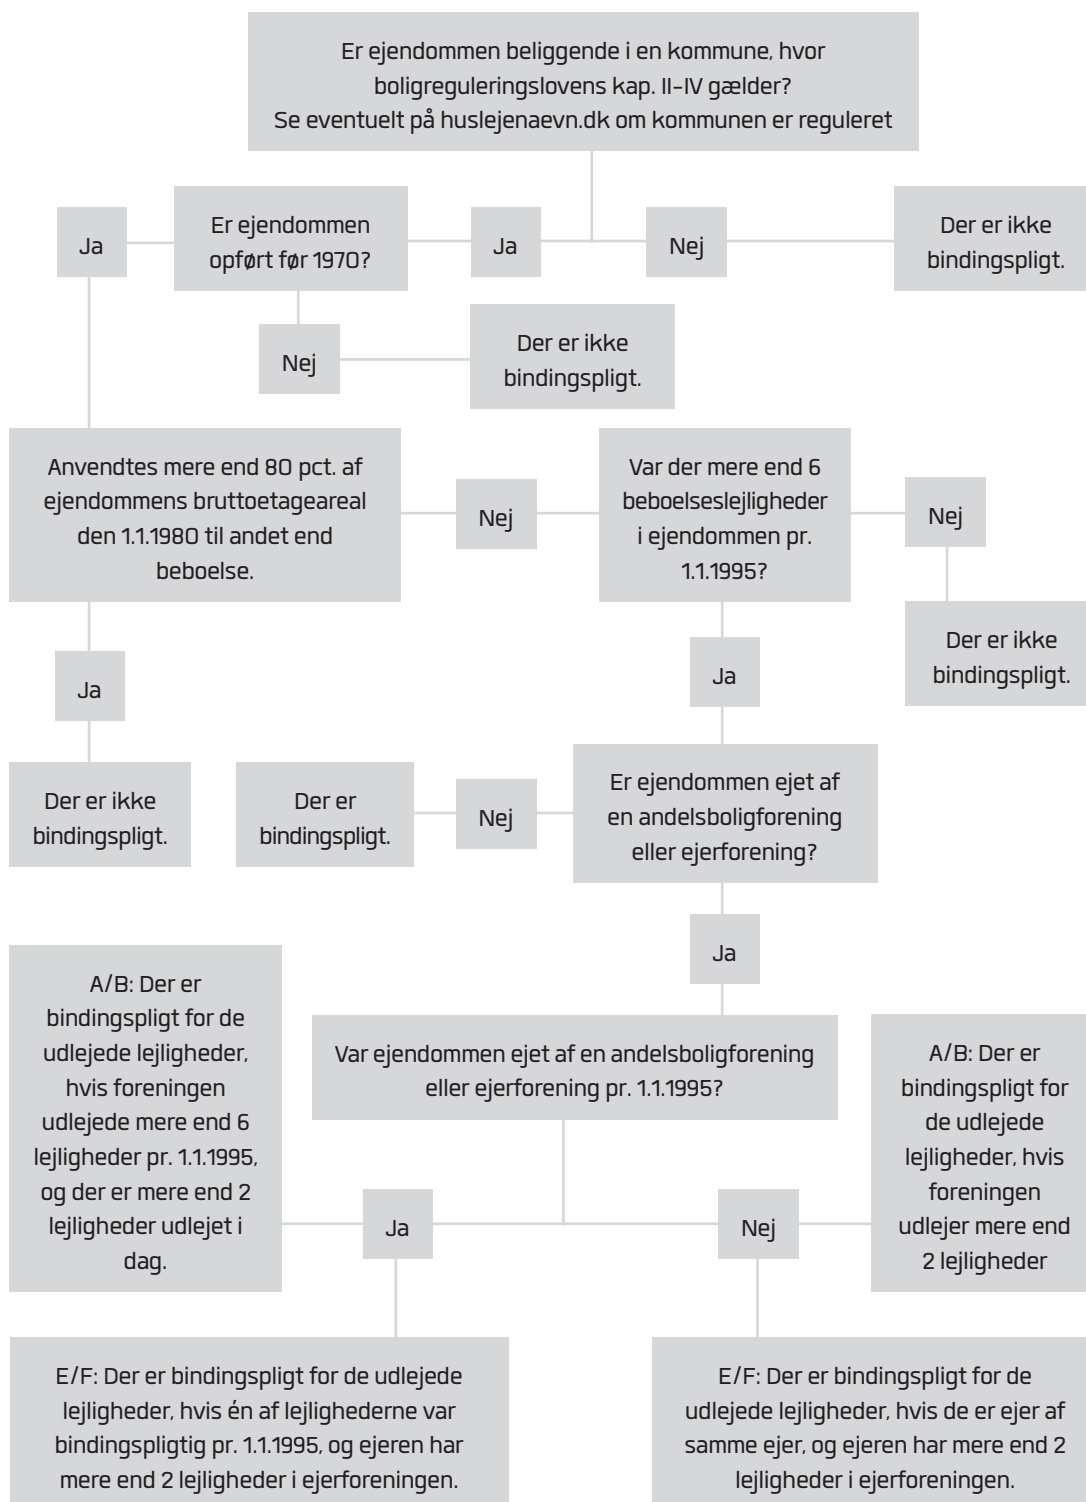 Er ejendommen beliggende i en kommune, hvor
boligreguleringslovens kap. II-IV gælder?
Se eventuelt på huslejenaevn.dk om kommunen er reguleret
Ja
Er ejendommen
opført før 1970?
Ja
Nej
Der er ikke
bindingspligt.
Nej
Der er ikke
bindingspligt.
Anvendtes mere end 80 pct. af
ejendommens bruttoetageareal
den 1.1.1980 til andet end
beboelse.
Nej
Var der mere end 6
beboelseslejligheder
i ejendommen pr.
1.1.1995?
Nej
Der er ikke
bindingspligt.
Ja
Ja
Der er ikke
bindingspligt.
Der er
bindingspligt.
Nej
Er ejendommen ejet af
en andelsboligforening
eller ejerforening?
Ja
A/B: Der er
bindingspligt for de
udlejede lejligheder,
hvis foreningen
udlejede mere end 6
lejligheder pr. 1.1.1995,
og der er mere end 2
lejligheder udlejet i
dag.
Var ejendommen ejet af en andelsboligforening
eller ejerforening pr. 1.1.1995?
A/B: Der er
bindingspligt for
de udlejede
lejligheder, hvis
foreningen
udlejer mere end
2 lejligheder
Ja
Nej
E/F: Der er bindingspligt for de udlejede
lejligheder, hvis én af lejlighederne var
bindingspligtig pr. 1.1.1995, og ejeren har
mere end 2 lejligheder i ejerforeningen.
E/F: Der er bindingspligt for de
udlejede lejligheder, hvis de er ejer af
samme ejer, og ejeren har mere end 2
lejligheder i ejerforeningen.